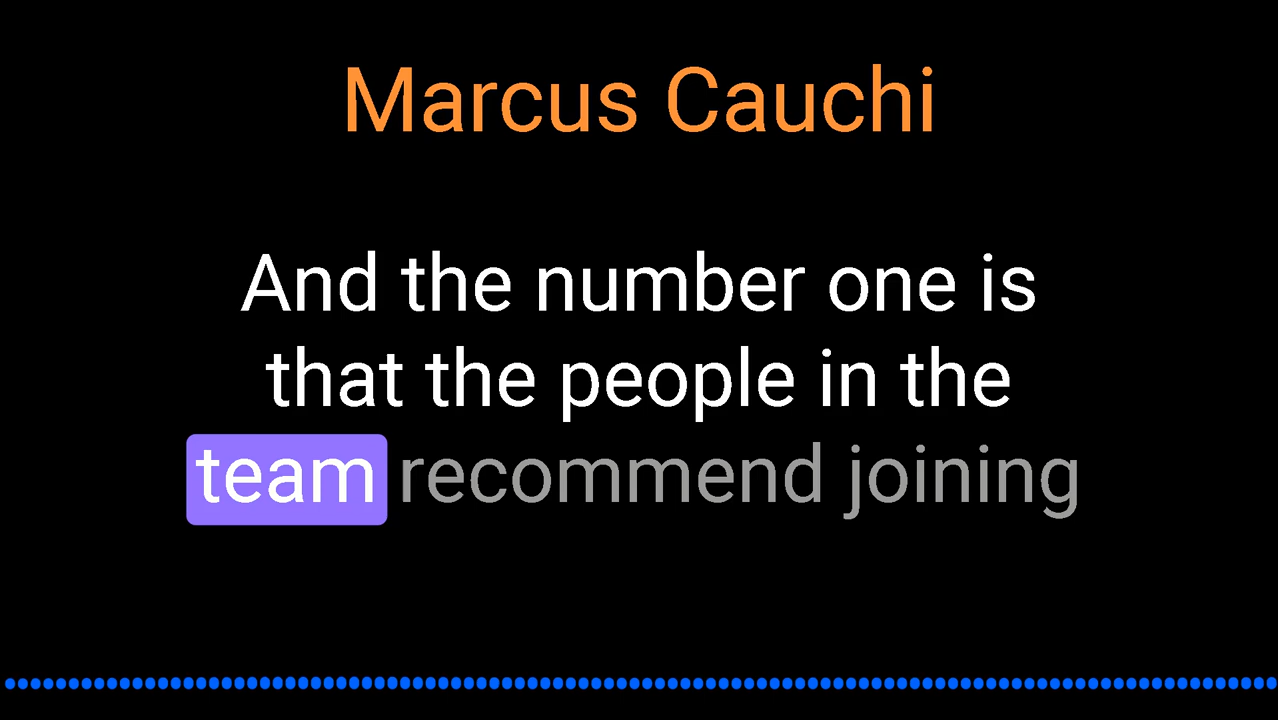 Marcus Cauchi
And the number one is
that the people in the
team recommend joining